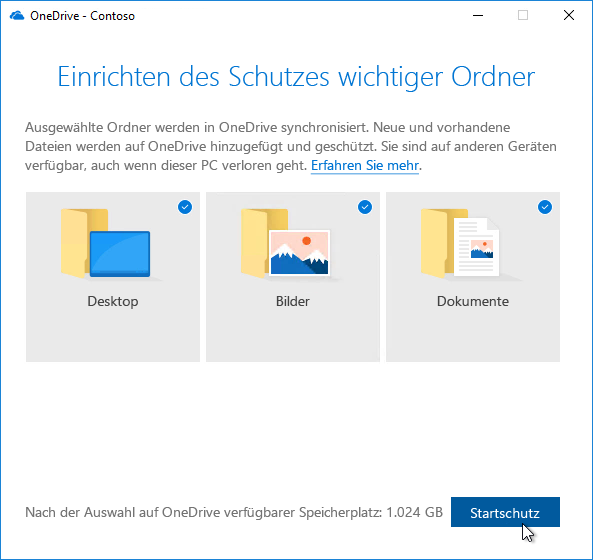 OneDrive - Contoso
Einrichten des Schutzes wichtiger Ordner
Ausgewählte Ordner werden in OneDrive synchronisiert. Neue und vorhandene
Dateien werden auf OneDrive hinzugefügt und geschützt. Sie sind auf anderen Geräten
verfügbar, auch wenn dieser PC verloren geht. Erfahren Sie mehr.
Desktop
Bilder
Dokumente
Nach der Auswahl auf OneDrive verfügbarer Speicherplatz: 1.024 GB
Startschutz